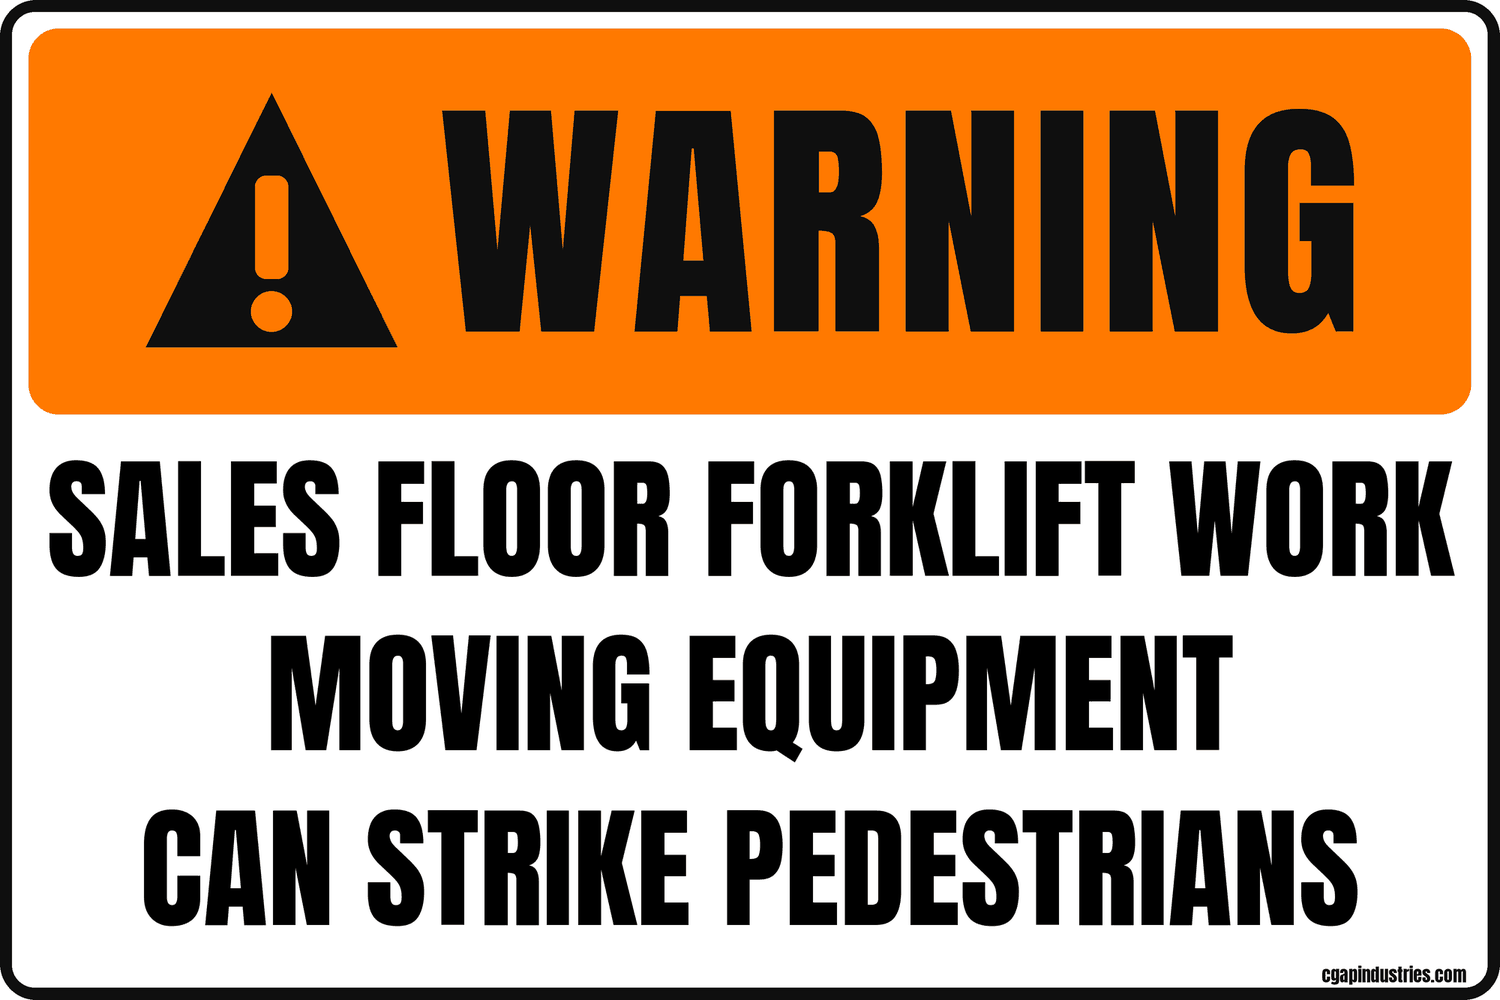 WARNING
SALES FLOOR FORKLIFT WORK
MOVING EQUIPMENT
CAN STRIKE PEDESTRIANS
cgapindustries.com